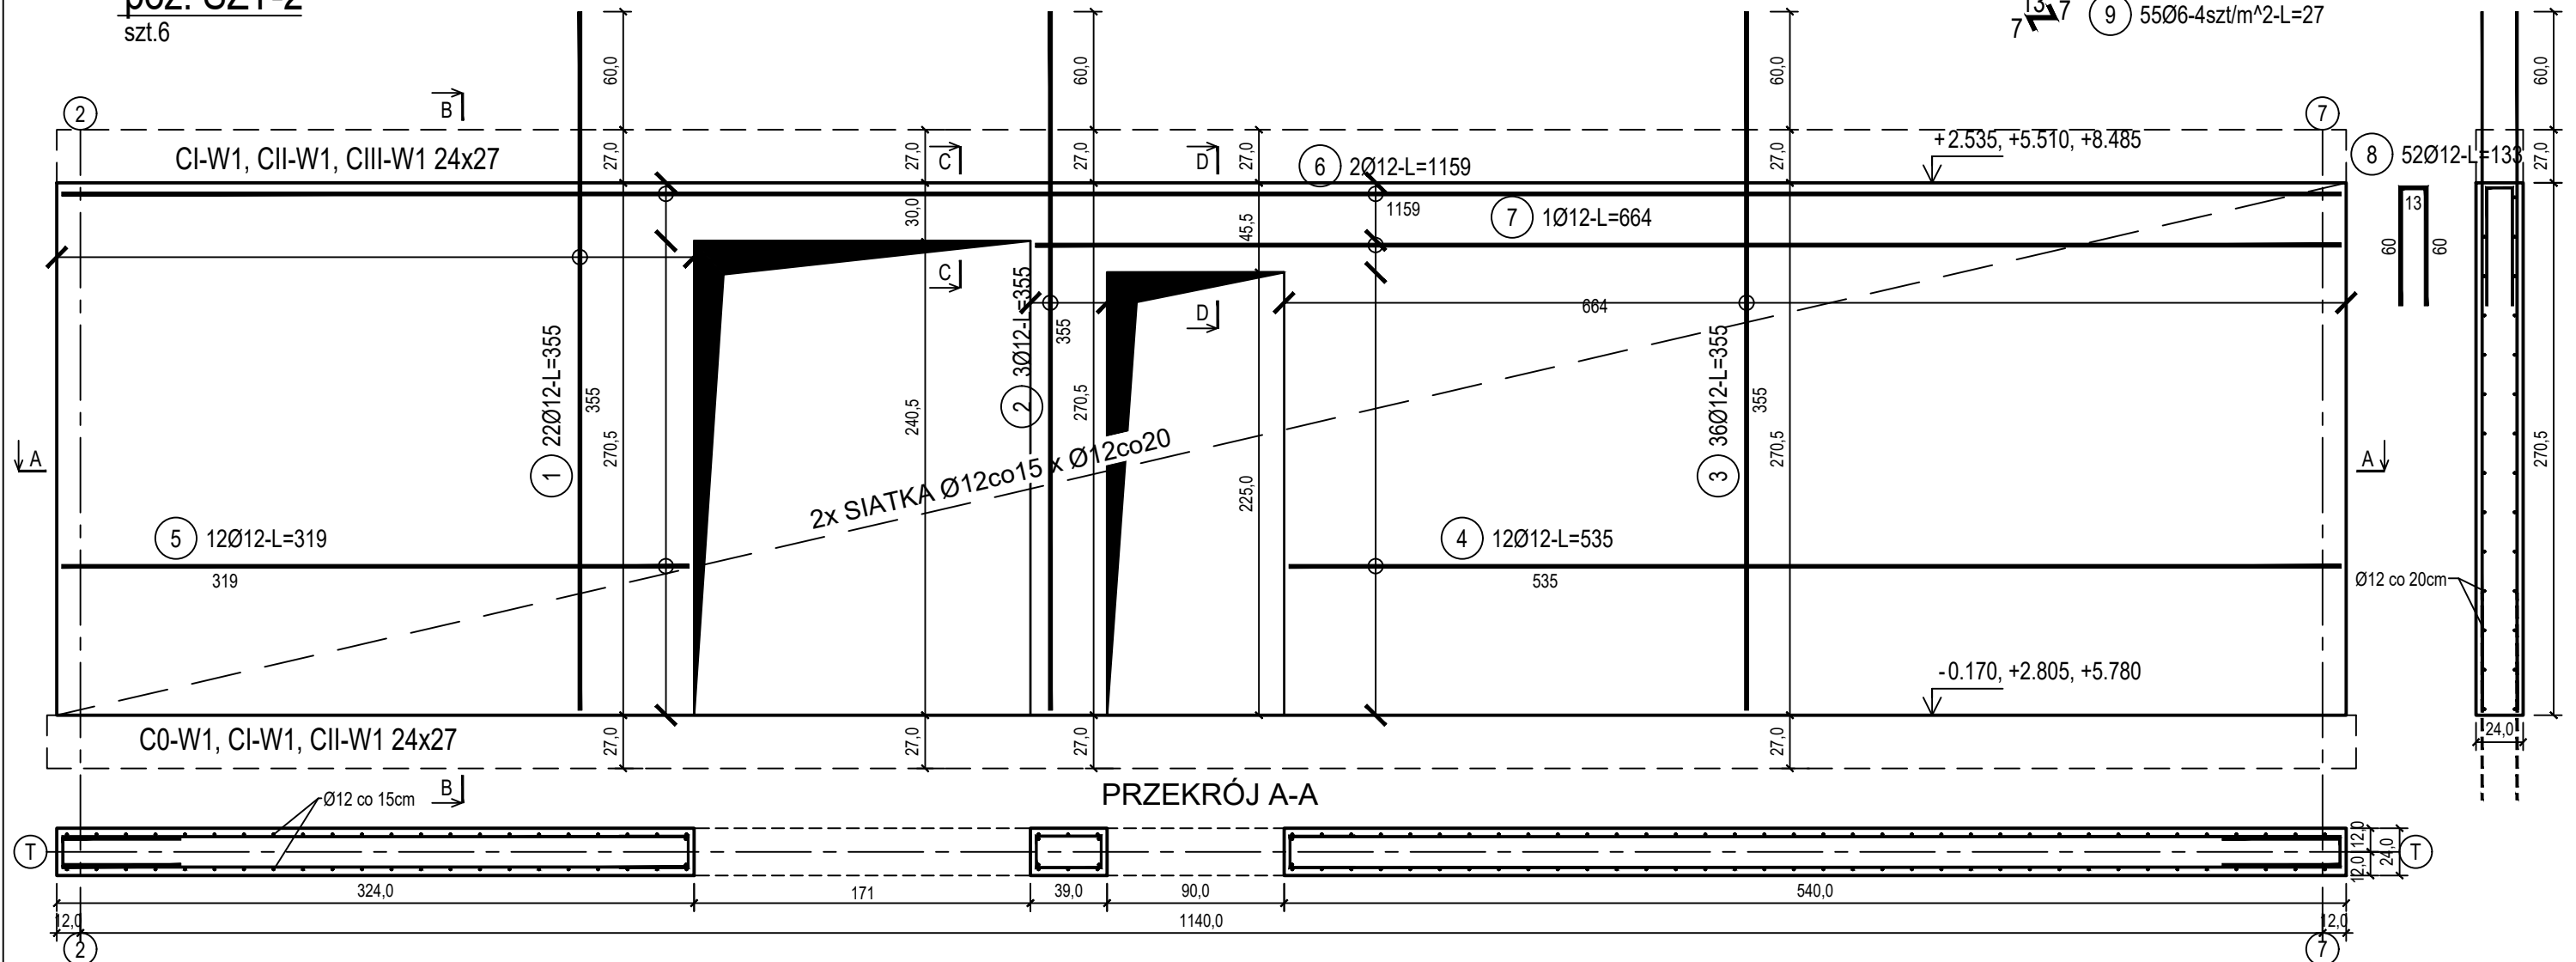 poz. SZT-2
szt.6
13
7 7
9 55Ø6-4szt/m^2-L=27
60,0 60,0 60,0 60,0
B
2 7
CI-W1, CII-W1, CIII-W1 24x27
27,0 27,0 27,0 27,0 27,0 27,0
C D
6 2Ø12-L=1159
+2.535, +5.510, +8.485
8 52Ø12-L=133
30,0 45,5
1159
7 1Ø12-L=664
13
60 60
C D
664
1 22Ø12-L=355
355
270,5
240,5
2 3Ø12-L=355
355
270,5
225,0
3 36Ø12-L=355
355
270,5
270,5
A A
2x SIATKA Ø12co15 x Ø12co20
5 12Ø12-L=319
319
4 12Ø12-L=535
535
Ø12 co 20cm
-0.170, +2.805, +5.780
C0-W1, CI-W1, CII-W1 24x27
27,0 27,0 27,0 27,0
24,0
B
PRZEKRÓJ A-A
Ø12 co 15cm
T T
12,0 12,0 24,0
324,0 171 39,0 90,0 540,0
12,0 1140,0 12,0
2 7